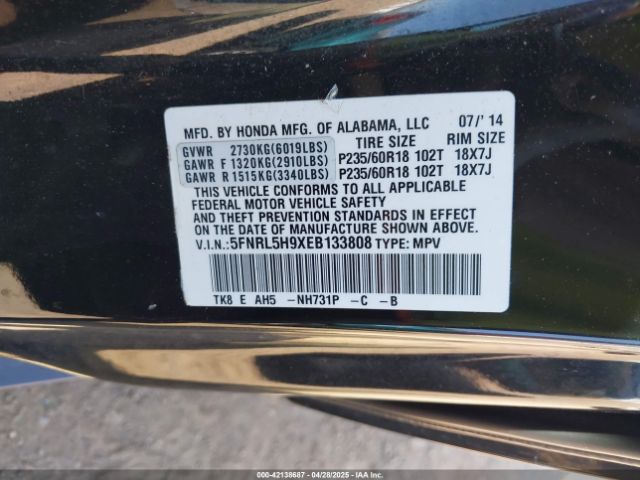 MFD. BY HONDA MFG. OF ALABAMA, LLC 07/'14
GVWR 2730KG(6019LBS) TIRE SIZE RIM SIZE
GAWR F 1320KG(2910LBS) P235/60R18 102T 18X7J
GAWR R 1515KG(3340LBS) P235/60R18 102T 18X7J
THIS VEHICLE CONFORMS TO ALL APPLICABLE
FEDERAL MOTOR VEHICLE SAFETY
AND THEFT PREVENTION STANDARDS IN EFFECT
ON THE DATE OF MANUFACTURE SHOWN ABOVE.
V.I.N.:5FNRL5H9XEB133808 TYPE: MPV
TK8 E AH5 -NH731P -C -B
000-42138687 04/28/2025 IAAI.CA